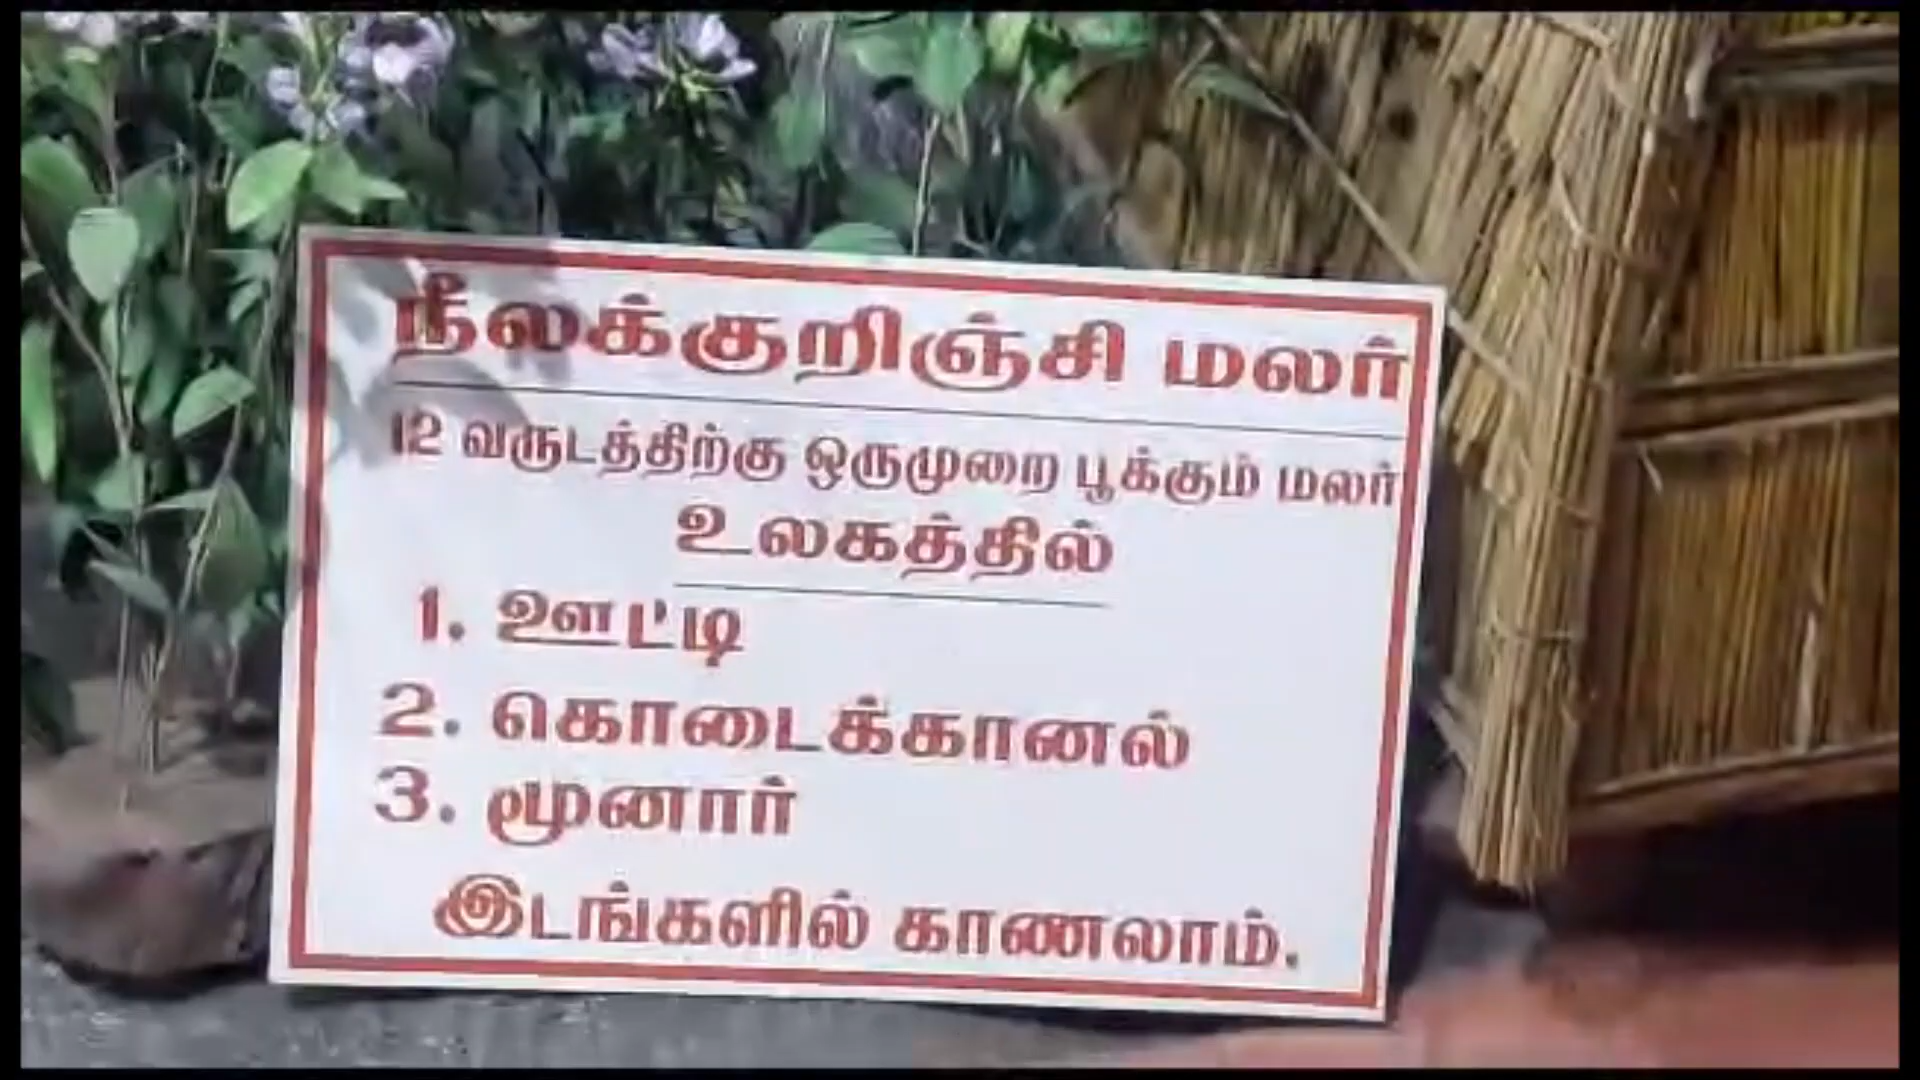 நீலக்குறிஞ்சி மலர்
12 வருடத்திற்கு ஒருமுறை பூக்கும் மலர்
உலகத்தில்
1. ஊட்டி
2. கொடைக்கானல்
3. மூனார்
இடங்களில் காணலாம்.